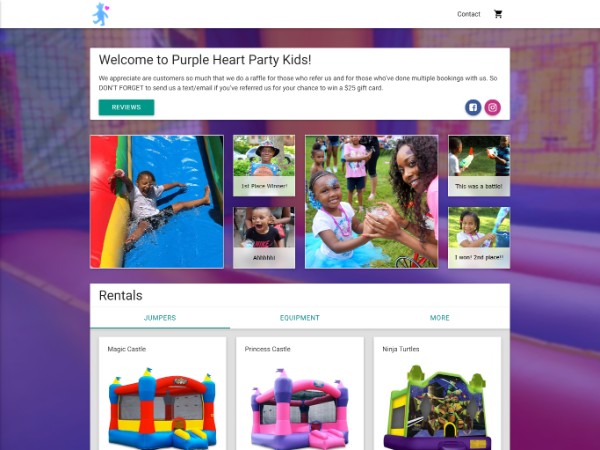 Contact
Welcome to Purple Heart Party Kids!
We appreciate are customers so much that we do a raffle for those who refer us and for those who've done multiple bookings with us. So
DON'T FORGET to send us a text/email if you've referred us for your chance to win a $25 gift card.
REVIEWS
1st Place Winner!
This was a battle!
Ahhhhh!
I won! 2nd place!!
Rentals
JUMPERS
EQUIPMENT
MORE
Magic Castle
Princess Castle
Ninja Turtles